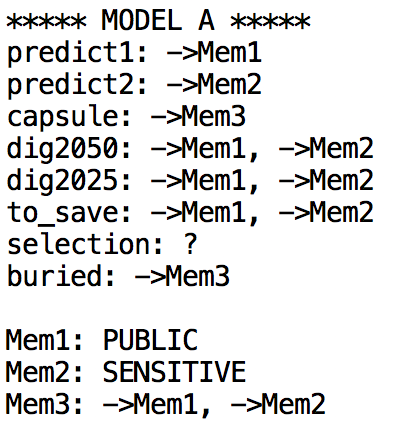 ***** MODEL A *****
predict1: ->Mem1
predict2: ->Mem2
capsule: ->Mem3
dig2050: ->Mem1, ->Mem2
dig2025: ->Mem1, ->Mem2
to_save: ->Mem1, ->Mem2
selection: ?
buried: ->Mem3

Mem1: PUBLIC
Mem2: SENSITIVE
Mem3: ->Mem1, ->Mem2